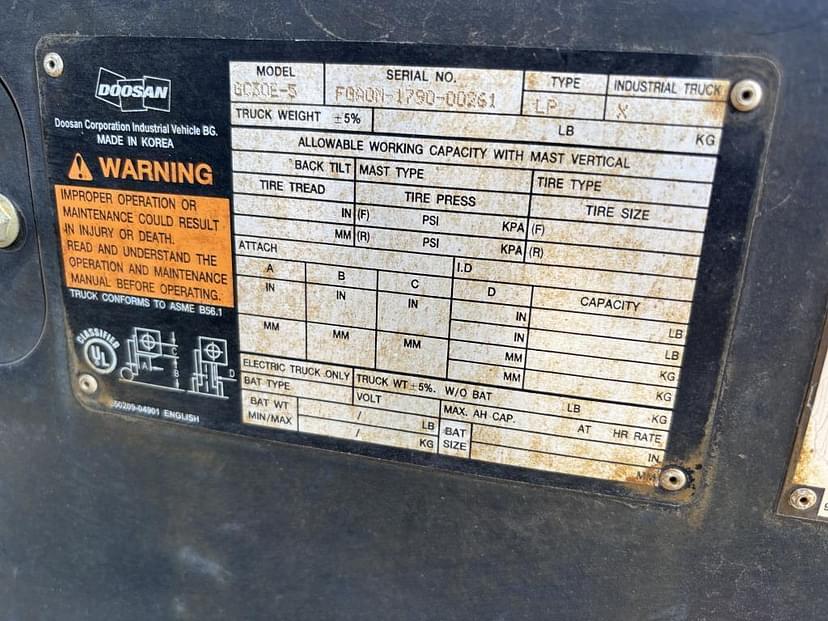 DOOSAN
Doosan Corporation Industrial Vehicle BG.
MADE IN KOREA
WARNING
IMPROPER OPERATION OR
MAINTENANCE COULD RESULT
IN INJURY OR DEATH.
READ AND UNDERSTAND THE
OPERATION AND MAINTENANCE
MANUAL BEFORE OPERATING.
TRUCK CONFORMS TO ASME B56.1
CLASSIFIED
UL
A
C
B
D
ENGLISH
MODEL SERIAL NO. TYPE INDUSTRIAL TRUCK
GC30E-5 FGA0N-1790-00261 LP X
TRUCK WEIGHT ±5% LB KG
ALLOWABLE WORKING CAPACITY WITH MAST VERTICAL
BACK TILT MAST TYPE TIRE TYPE
TIRE TREAD TIRE PRESS TIRE SIZE
IN (F) PSI KPA (F)
MM (R) PSI KPA (R)
ATTACH I.D
A B C D CAPACITY
IN IN IN IN LB
IN LB
MM MM MM MM KG
MM KG
ELECTRIC TRUCK ONLY TRUCK WT ±5%. W/O BAT LB KG
BAT TYPE VOLT MAX. AH CAP. AT HR RATE
BAT WT / LB BAT IN
MIN/MAX / KG SIZE MM